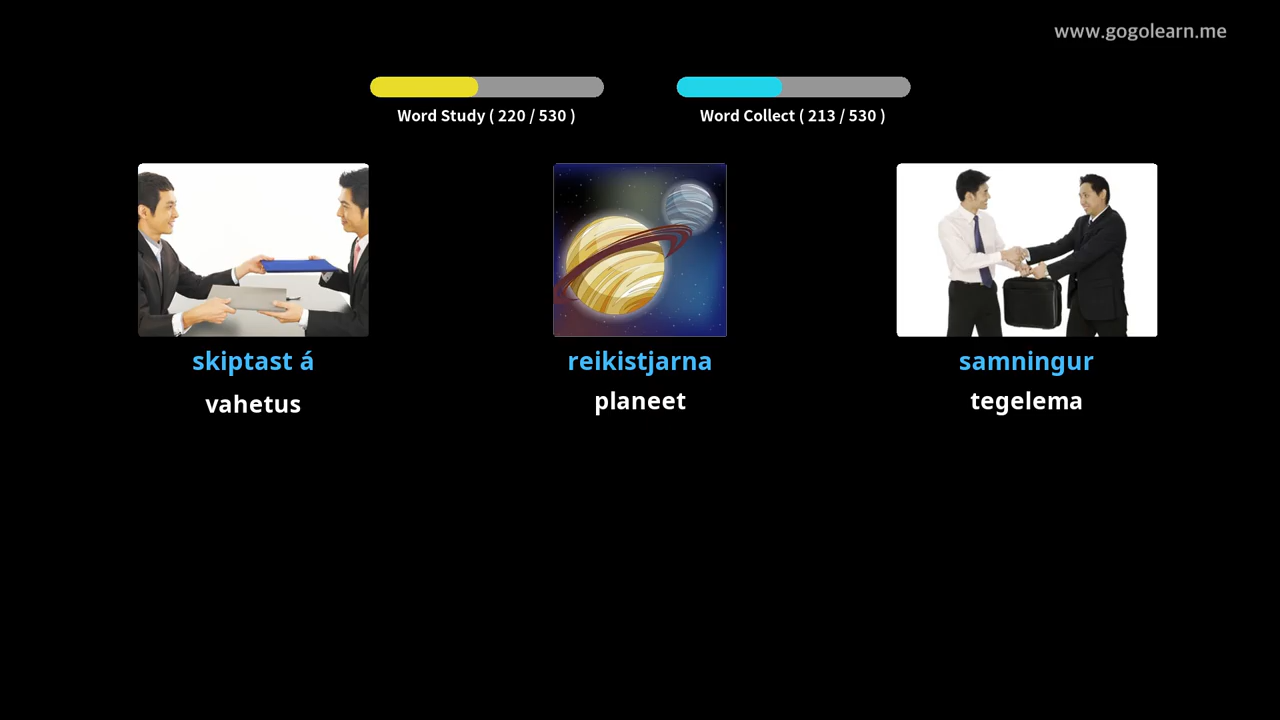 www.gogolearn.me
Word Study ( 220 / 530 )
Word Collect ( 213 / 530 )
skiptast á
vahetus
reikistjarna
planeet
samningur
tegelema